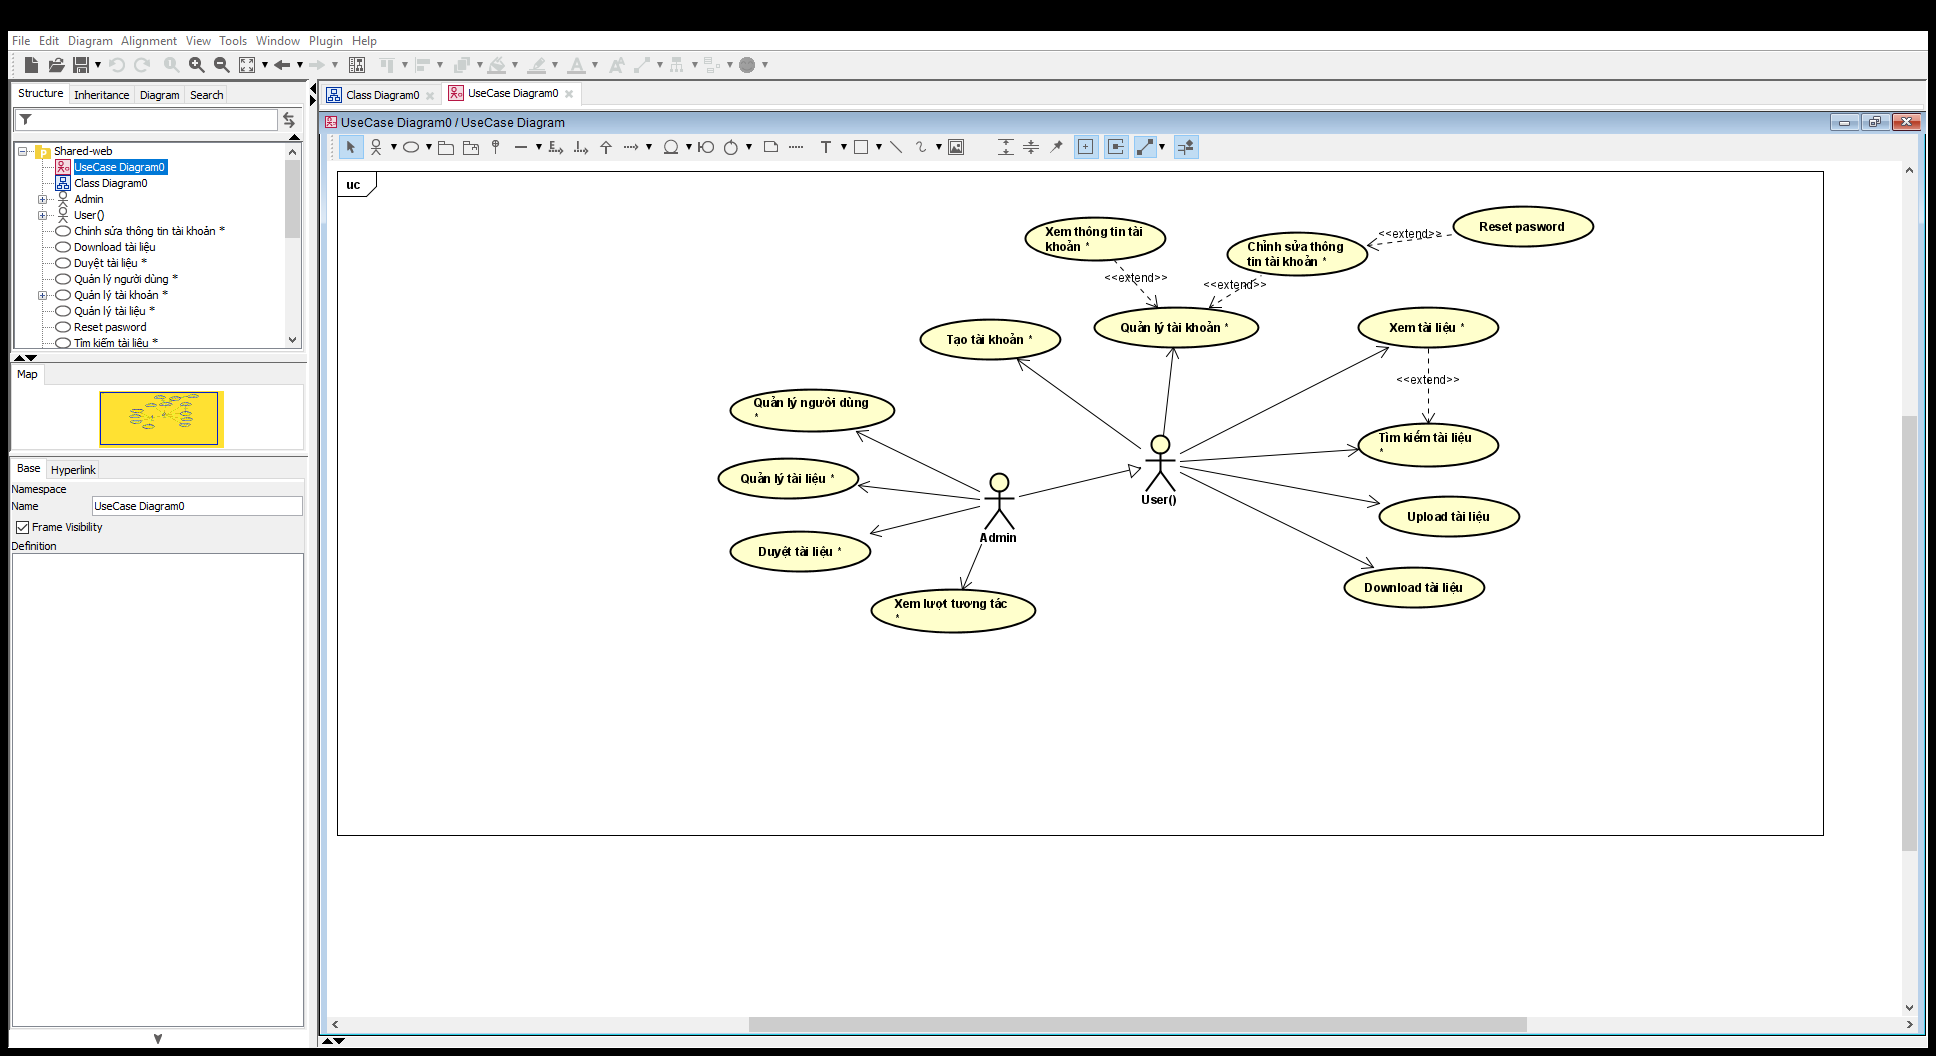 File Edit Diagram Alignment View Tools Window Plugin Help
Structure Inheritance Diagram Search
Class Diagram0
UseCase Diagram0
UseCase Diagram0 / UseCase Diagram
Shared-web
UseCase Diagram0
Class Diagram0
Admin
User()
Chỉnh sửa thông tin tài khoản *
Download tài liệu
Duyệt tài liệu *
Quản lý người dùng *
Quản lý tài khoản *
Quản lý tài liệu *
Reset pasword
Tìm kiếm tài liệu *
Map
Base Hyperlink
Namespace
Name UseCase Diagram0
Frame Visibility
Definition
uc
Xem thông tin tài
khoản *
Chỉnh sửa thông
tin tài khoản *
<<extend>>
Reset pasword
<<extend>>
<<extend>>
Tạo tài khoản *
Quản lý tài khoản *
Xem tài liệu *
<<extend>>
Quản lý người dùng
*
Tìm kiếm tài liệu
*
Quản lý tài liệu *
User()
Upload tài liệu
Admin
Duyệt tài liệu *
Download tài liệu
Xem lượt tương tác
*